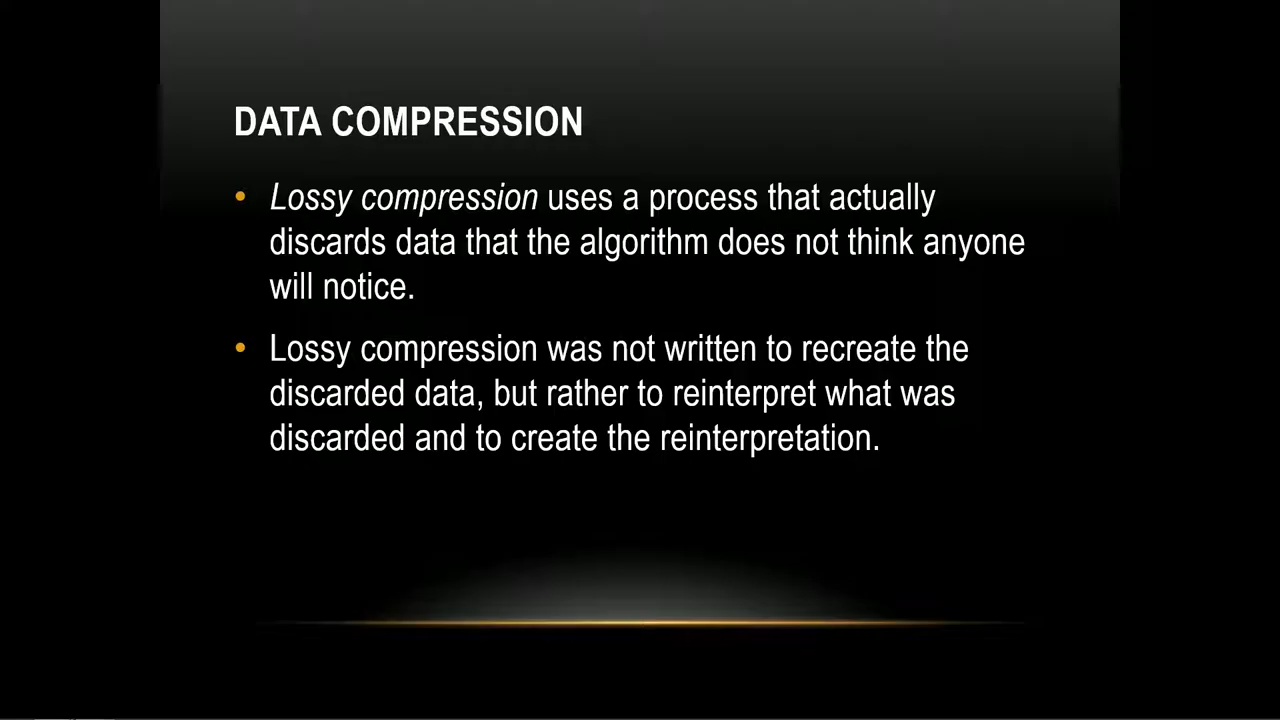 DATA COMPRESSION
• Lossy compression uses a process that actually
discards data that the algorithm does not think anyone
will notice.
• Lossy compression was not written to recreate the
discarded data, but rather to reinterpret what was
discarded and to create the reinterpretation.